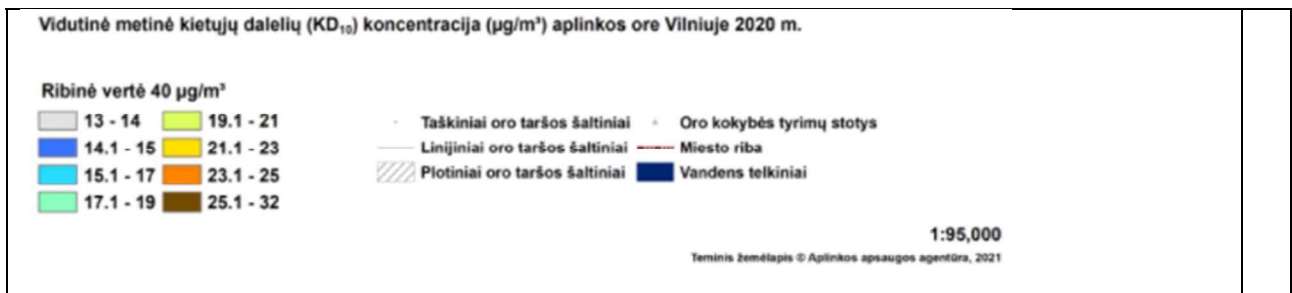 Vidutinė metinė kietųjų dalelių (KD₁₀) koncentracija (µg/m³) aplinkos ore Vilniuje 2020 m.
Ribinė vertė 40 µg/m³
13 - 14
19.1 - 21
14.1 - 15
21.1 - 23
15.1 - 17
23.1 - 25
17.1 - 19
25.1 - 32
Taškiniai oro taršos šaltiniai
Oro kokybės tyrimų stotys
Linijiniai oro taršos šaltiniai
Miesto riba
Plotiniai oro taršos šaltiniai
Vandens telkiniai
1:95,000
Teminis žemėlapis © Aplinkos apsaugos agentūra, 2021